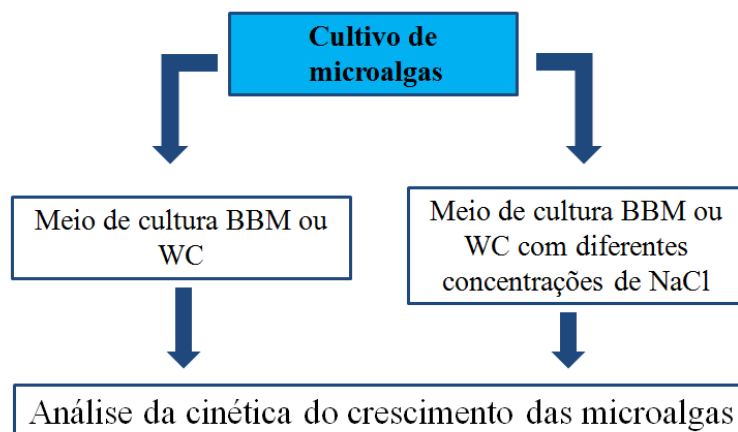 Cultivo de
microalgas
Meio de cultura BBM ou
WC
Meio de cultura BBM ou
WC com diferentes
concentrações de NaCl
Análise da cinética do crescimento das microalgas